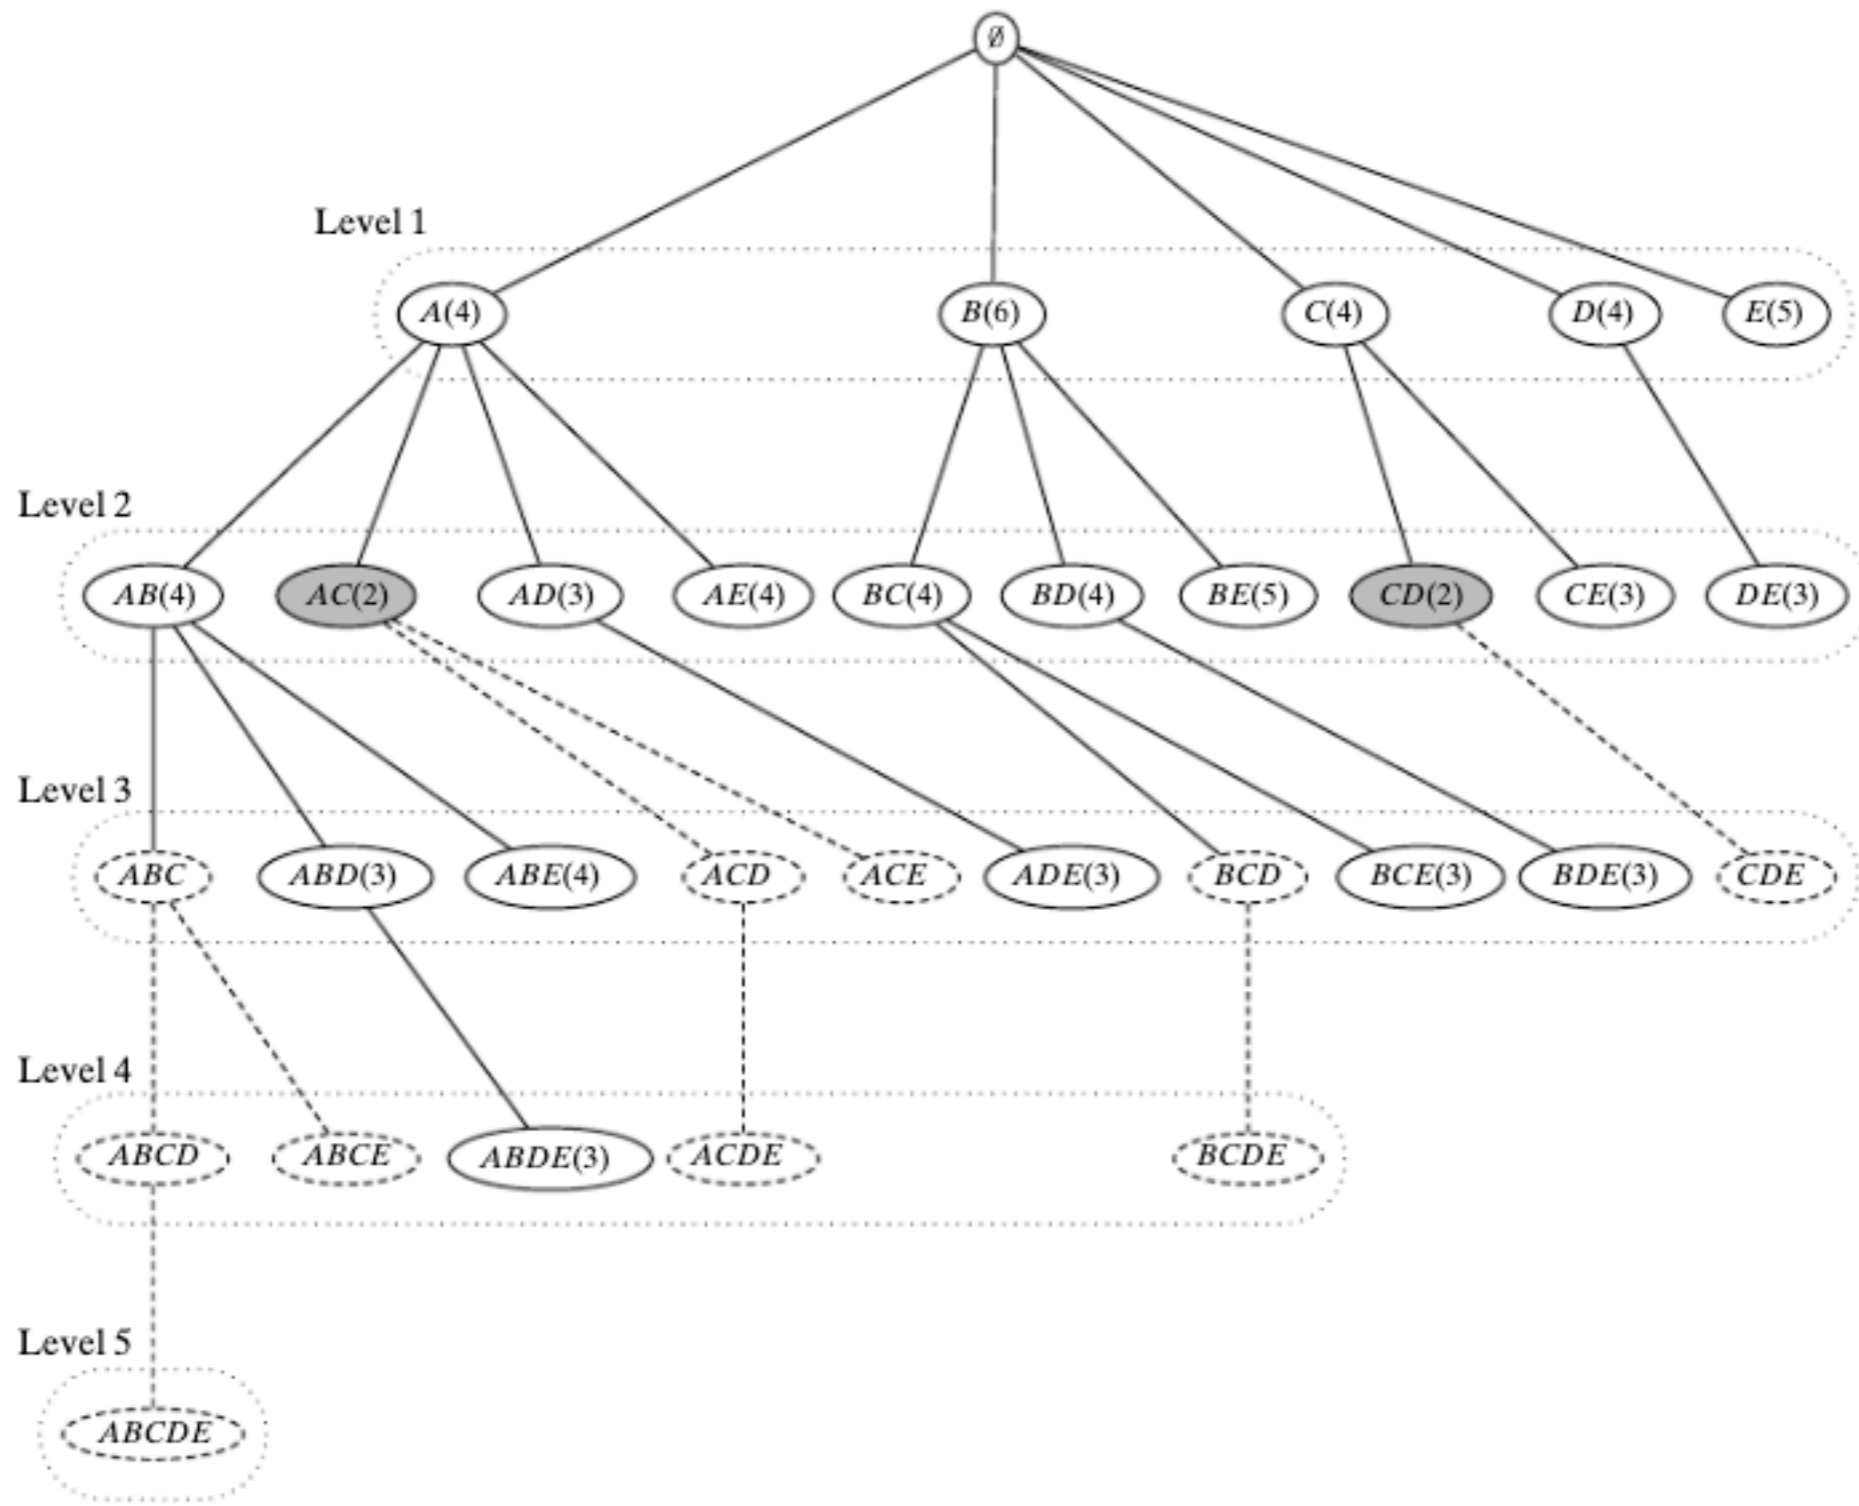 ∅
Level 1
A(4) B(6) C(4) D(4) E(5)
Level 2
AB(4) AC(2) AD(3) AE(4) BC(4) BD(4) BE(5) CD(2) CE(3) DE(3)
Level 3
ABC ABD(3) ABE(4) ACD ACE ADE(3) BCD BCE(3) BDE(3) CDE
Level 4
ABCD ABCE ABDE(3) ACDE BCDE
Level 5
ABCDE